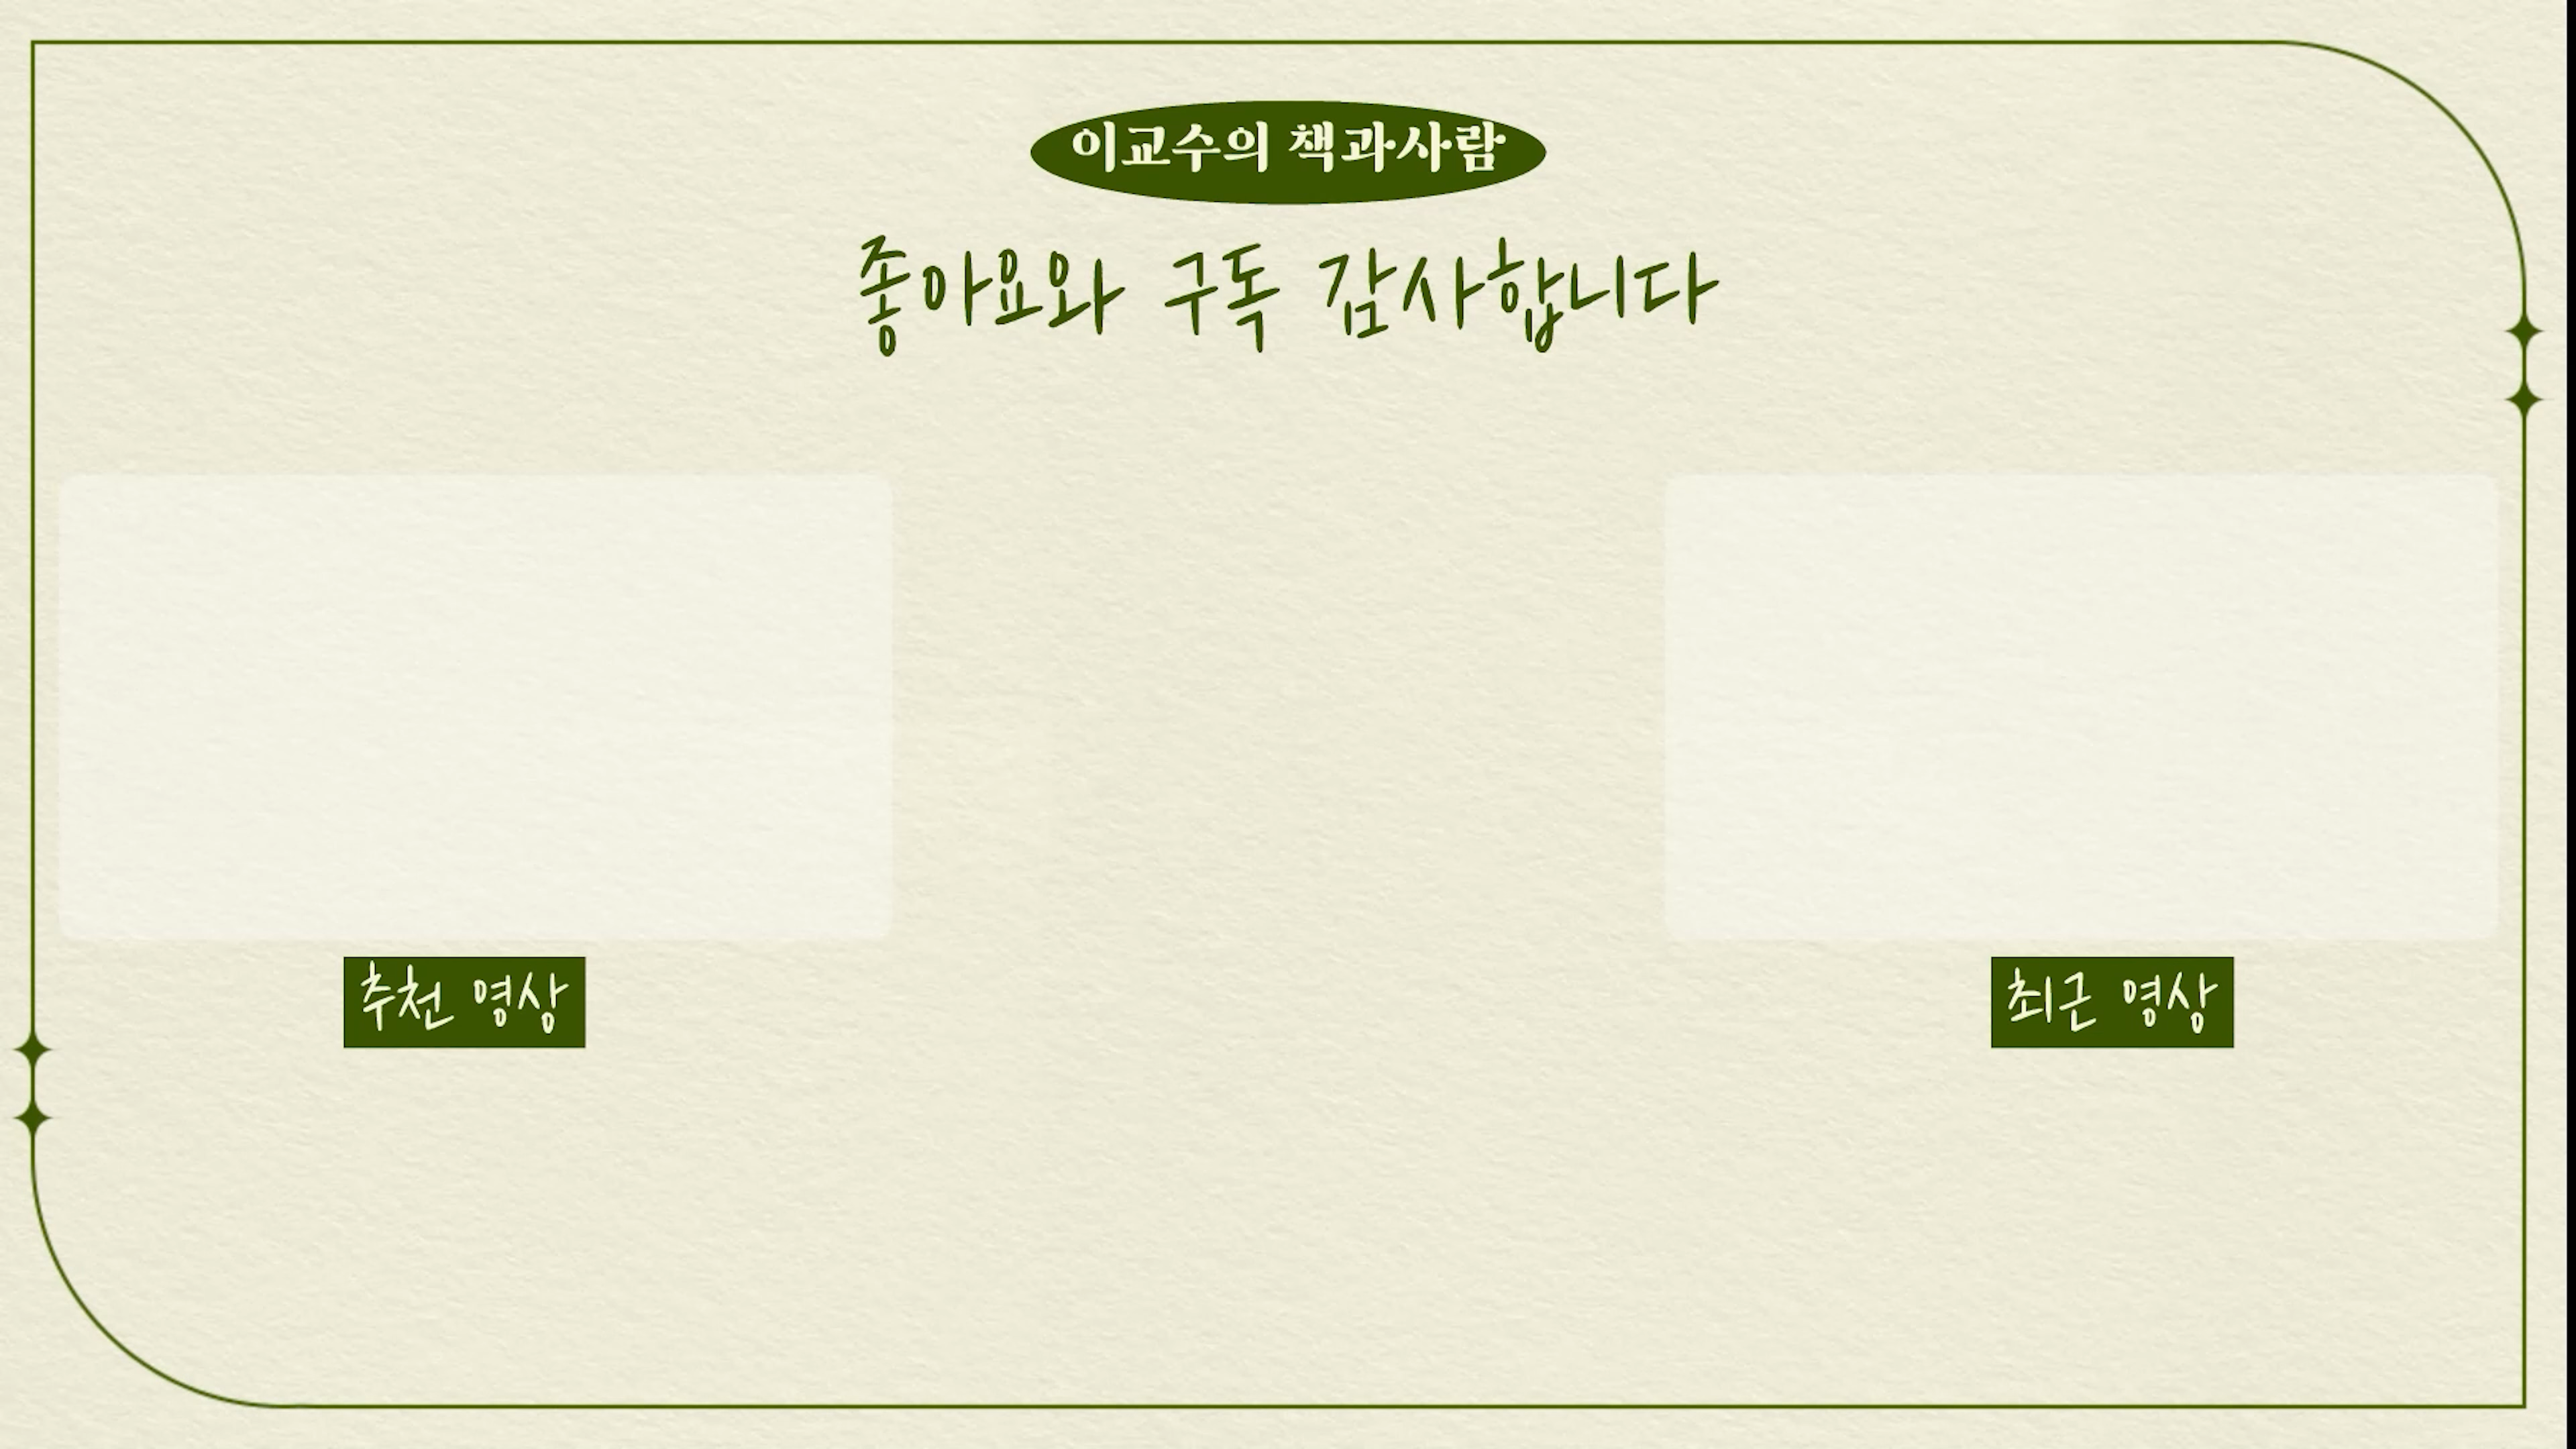 이교수의 책과사람
좋아요와 구독 감사합니다
추천 영상
최근 영상